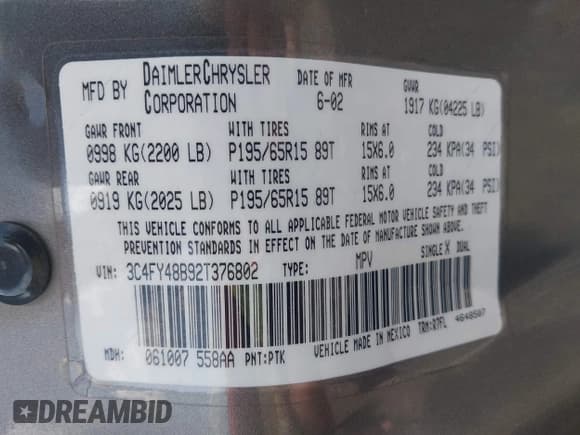 MFD BY DAIMLERCHRYSLER CORPORATION DATE OF MFR 6-02 GVWR 1917 KG(04225 LB)
GAWR FRONT WITH TIRES RIMS AT COLD
0998 KG(2200 LB) P195/65R15 89T 15X6.0 234 KPA(34 PSI)
GAWR REAR WITH TIRES RIMS AT COLD
0919 KG(2025 LB) P195/65R15 89T 15X6.0 234 KPA(34 PSI)
THIS VEHICLE CONFORMS TO ALL APPLICABLE FEDERAL MOTOR VEHICLE SAFETY AND THEFT
PREVENTION STANDARDS IN EFFECT ON THE DATE OF MANUFACTURE SHOWN ABOVE.
VIN: 3C4FY48B92T376802 TYPE: MPV SINGLE X DUAL
MDH: 061007 558AA PNT:PTK VEHICLE MADE IN MEXICO TRM:R7FL 4648507
DREAMBID